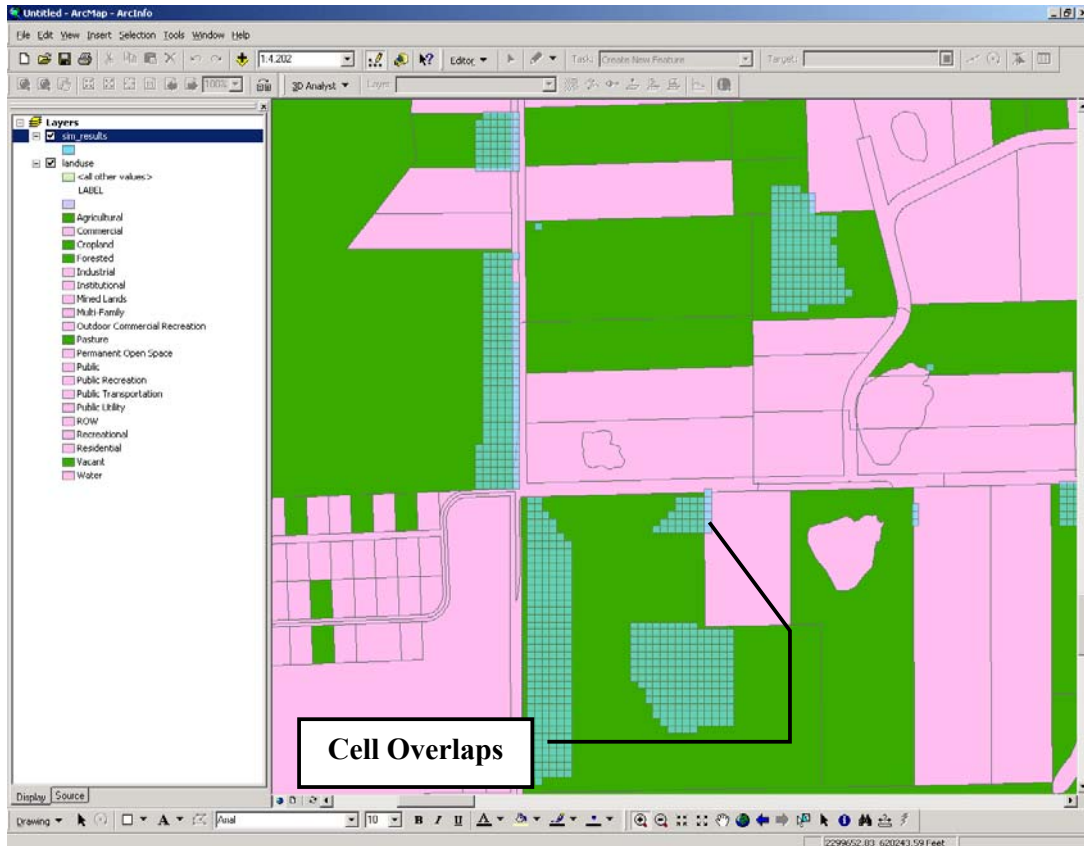 Untitled - ArcMap - ArcInfo
File Edit View Insert Selection Tools Window Help
1:4,202
Editor
Task: Create New Feature
Target:
100%
3D Analyst
Layer:
Layers
sim_results
landuse
<all other values>
LABEL
Agricultural
Commercial
Cropland
Forested
Industrial
Institutional
Mined Lands
Multi-Family
Outdoor Commercial Recreation
Pasture
Permanent Open Space
Public
Public Recreation
Public Transportation
Public Utility
ROW
Recreational
Residential
Vacant
Water
Cell Overlaps
Display Source
Drawing
A
Arial
10
B I U A
2299652.03 620243.59 Feet